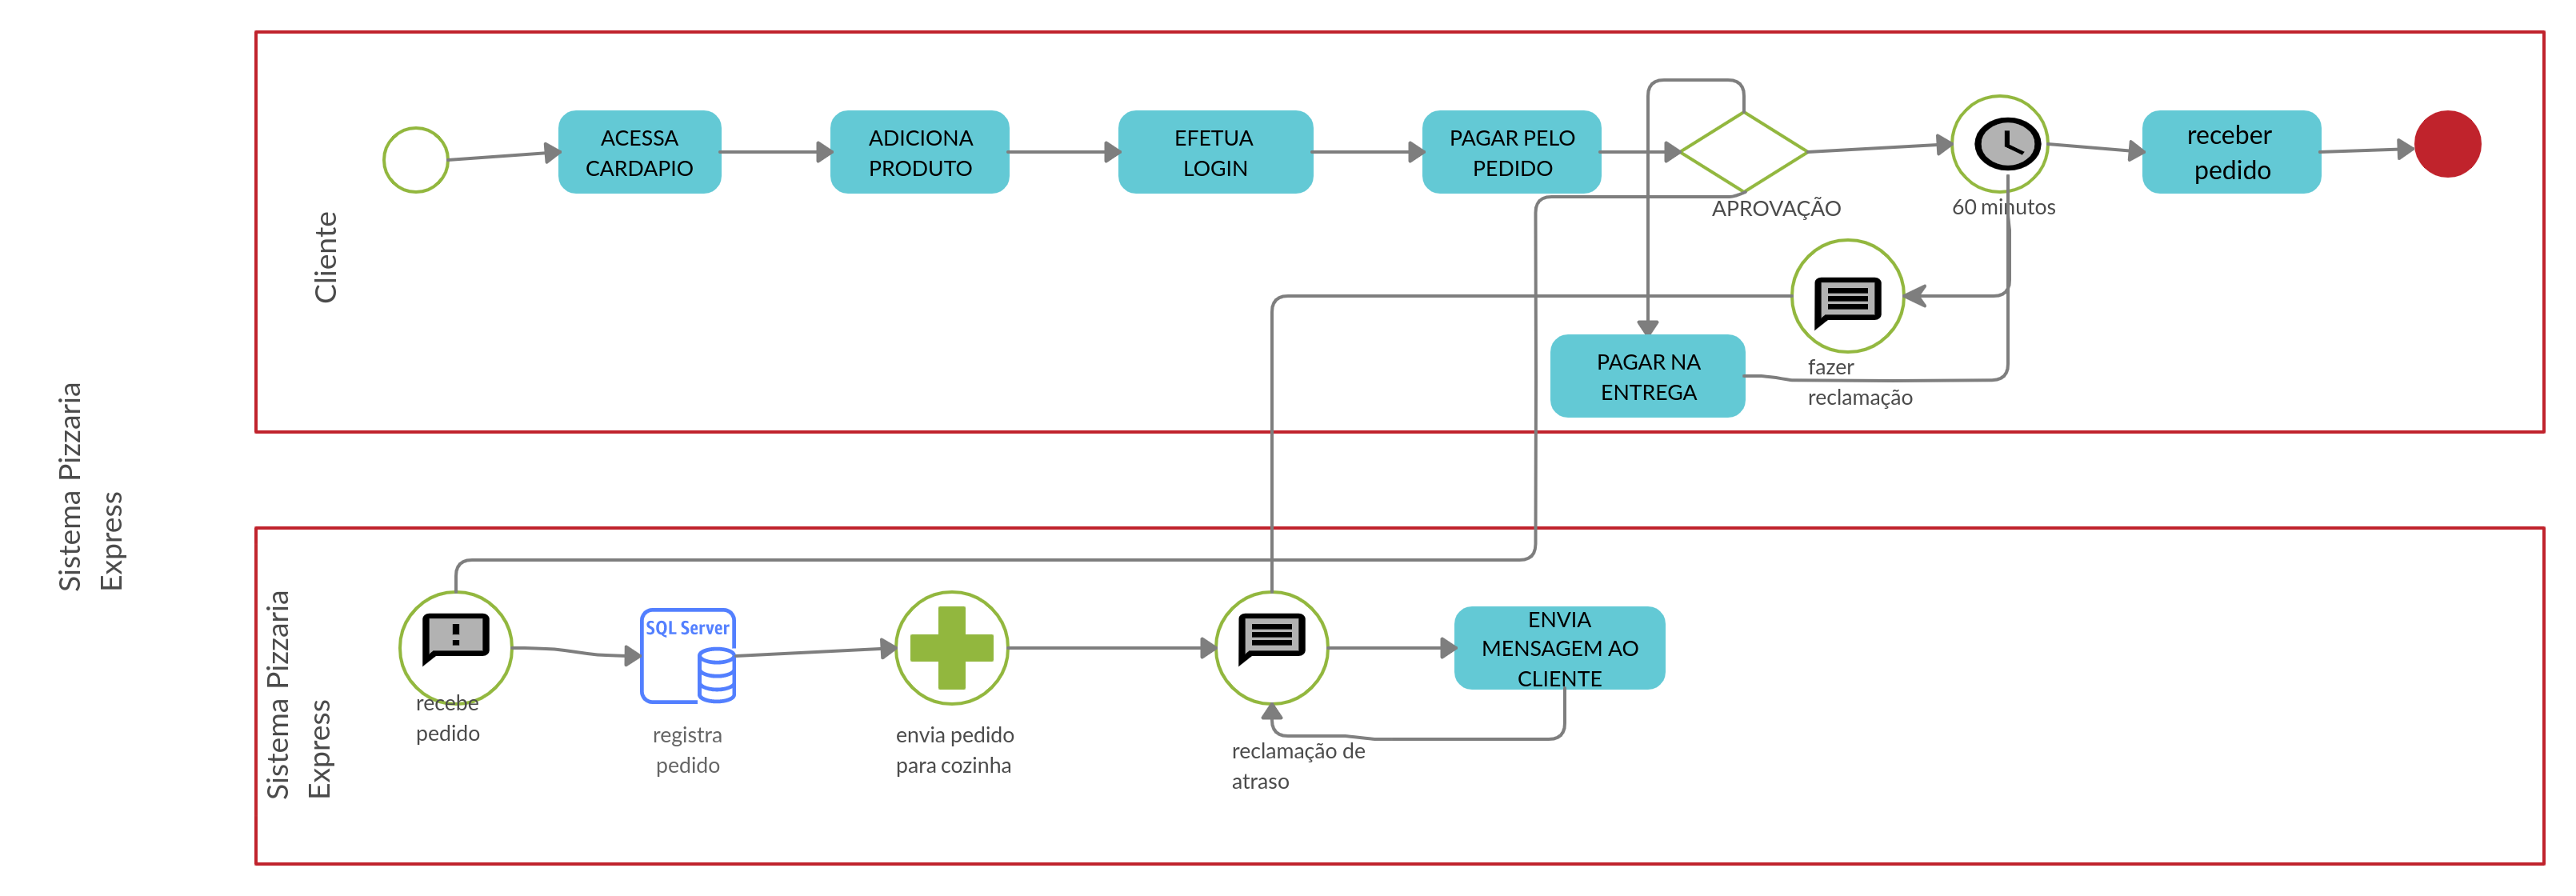 Sistema Pizzaria
Express
Cliente
ACESSA
CARDAPIO
ADICIONA
PRODUTO
EFETUA
LOGIN
PAGAR PELO
PEDIDO
APROVAÇÃO
60 minutos
receber
pedido
fazer
reclamação
PAGAR NA
ENTREGA
Sistema Pizzaria
Express
recebe
pedido
SQL Server
registra
pedido
envia pedido
para cozinha
reclamação de
atraso
ENVIA
MENSAGEM AO
CLIENTE